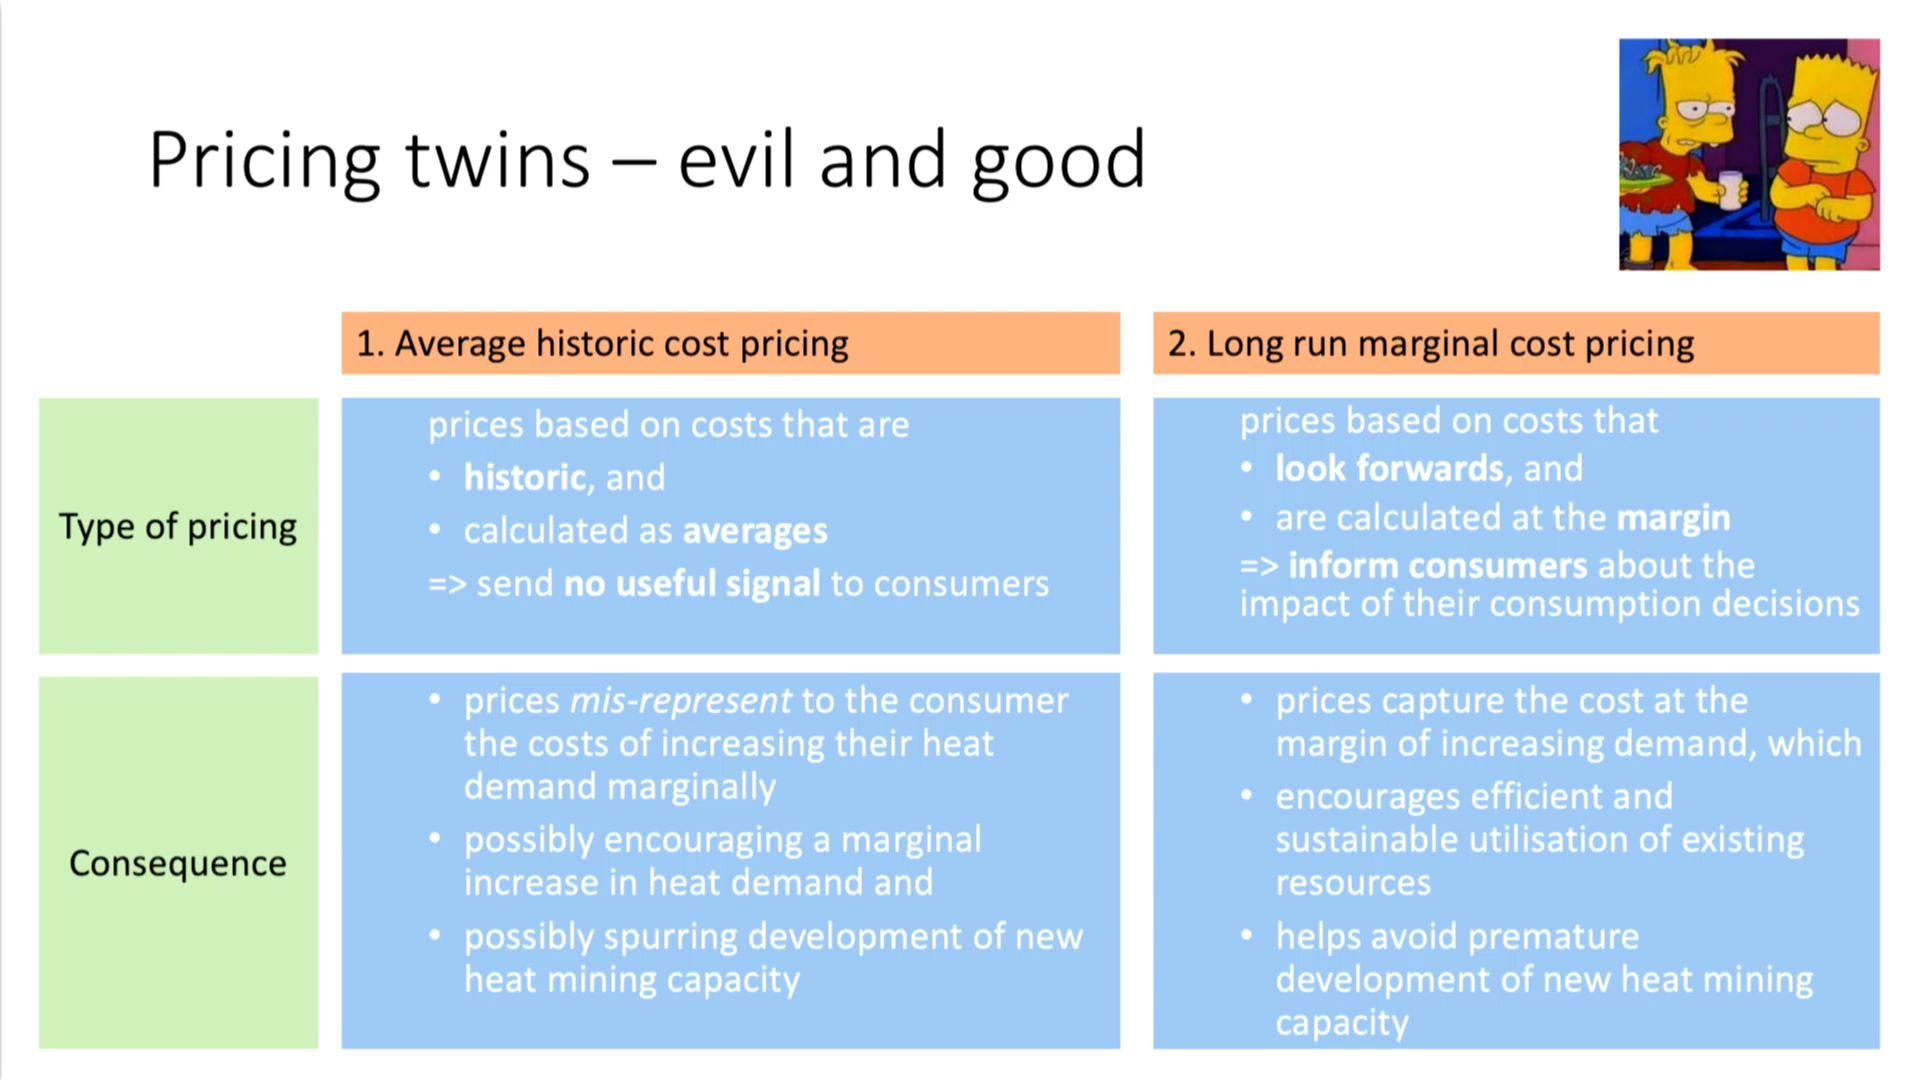 Pricing twins – evil and good
1. Average historic cost pricing
2. Long run marginal cost pricing
Type of pricing
prices based on costs that are
• historic, and
• calculated as averages
=> send no useful signal to consumers
prices based on costs that
• look forwards, and
• are calculated at the margin
=> inform consumers about the
impact of their consumption decisions
Consequence
• prices mis-represent to the consumer
the costs of increasing their heat
demand marginally
• possibly encouraging a marginal
increase in heat demand and
• possibly spurring development of new
heat mining capacity
• prices capture the cost at the
margin of increasing demand, which
• encourages efficient and
sustainable utilisation of existing
resources
• helps avoid premature
development of new heat mining
capacity